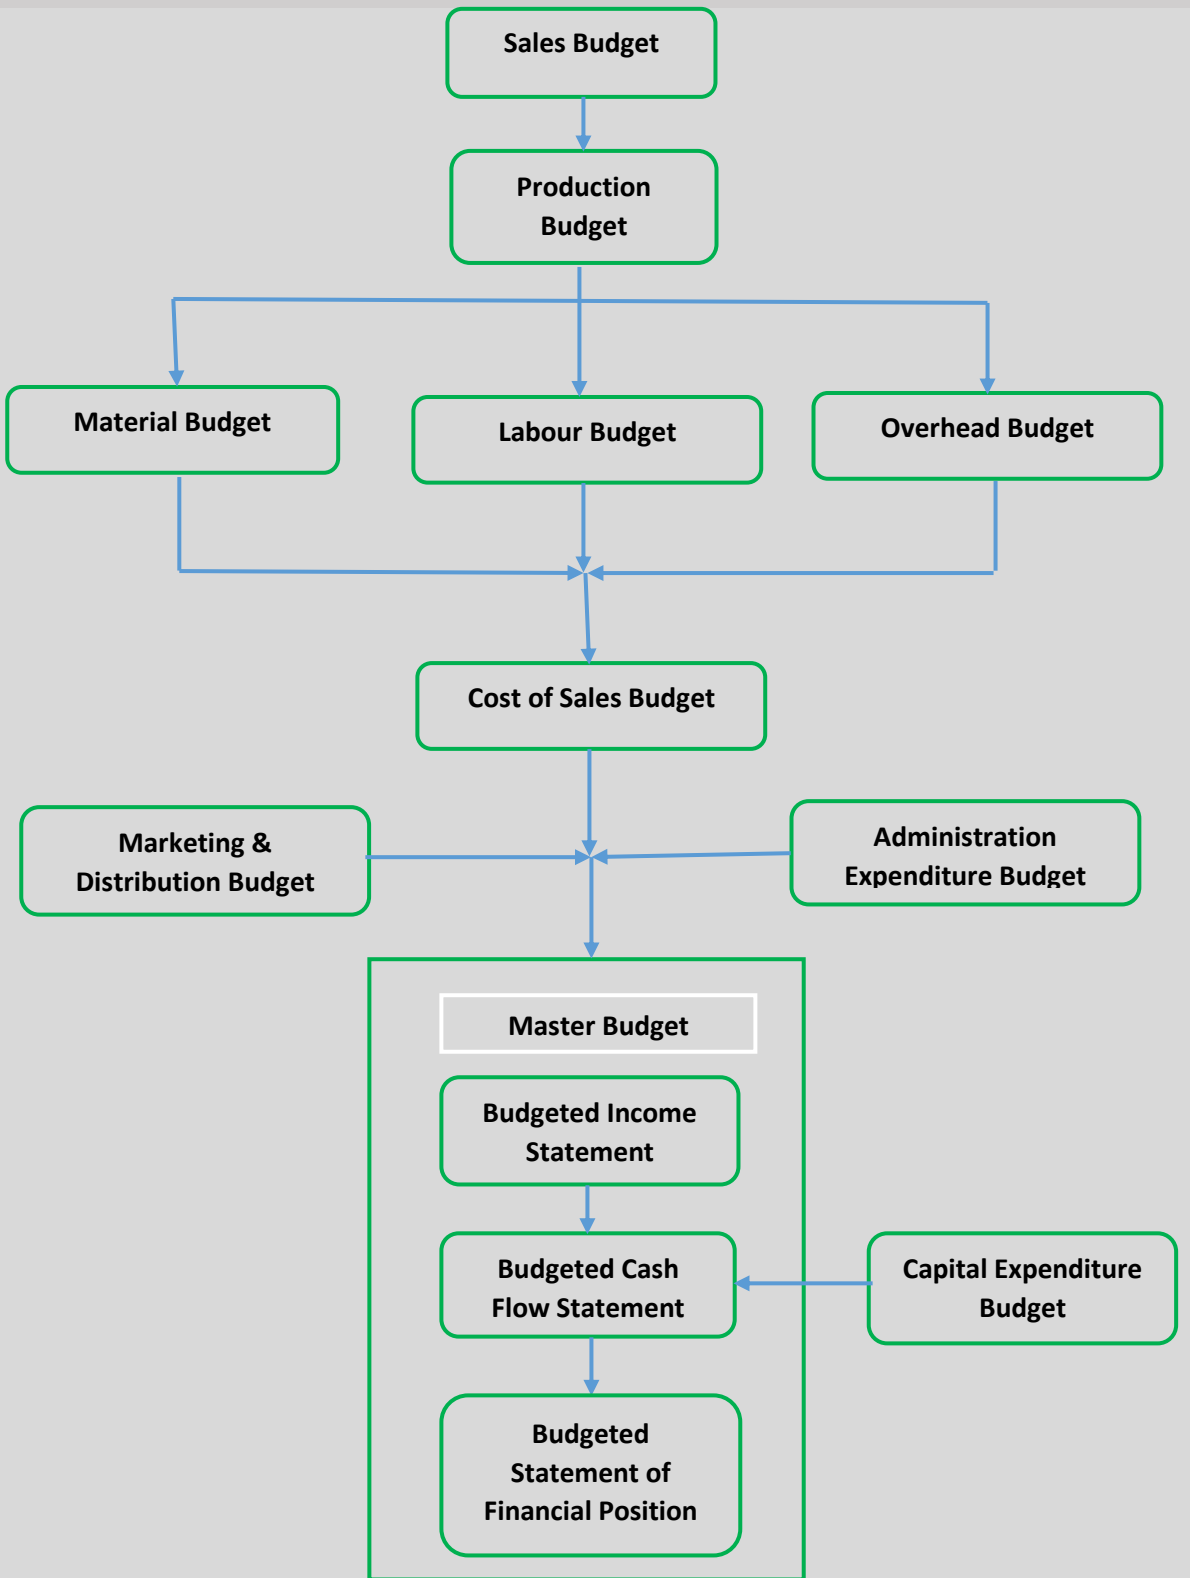 Sales Budget
Production
Budget
Material Budget
Labour Budget
Overhead Budget
Cost of Sales Budget
Marketing &
Distribution Budget
Administration
Expenditure Budget
Master Budget
Budgeted Income
Statement
Budgeted Cash
Flow Statement
Capital Expenditure
Budget
Budgeted
Statement of
Financial Position